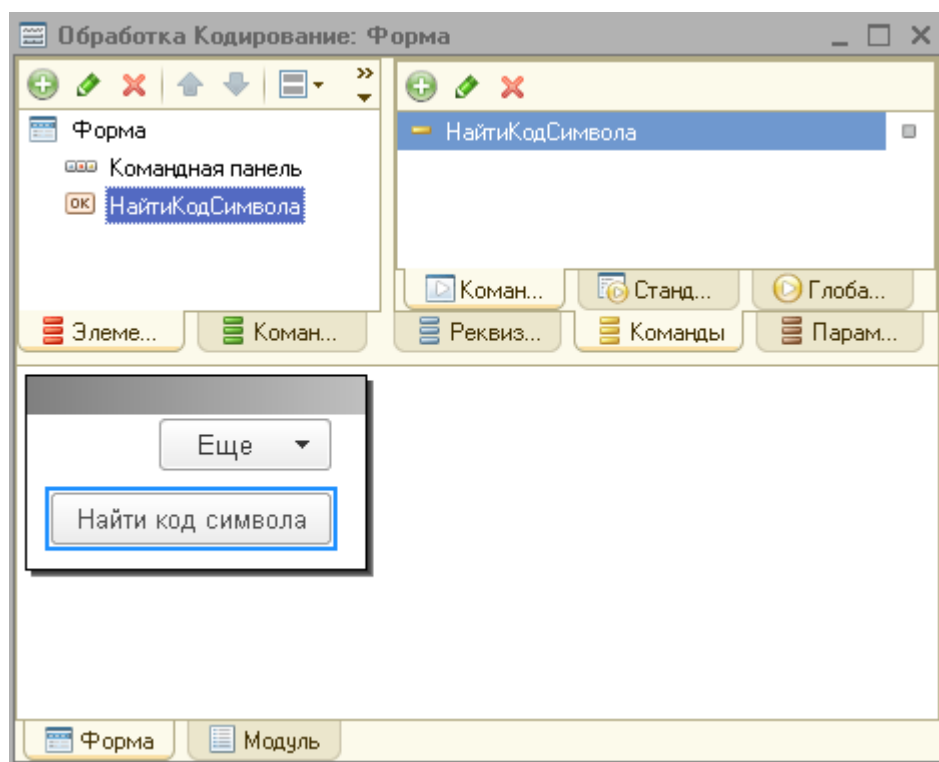 Обработка Кодирование: Форма
Форма
Командная панель
OK НайтиКодСимвола
Элеме... Коман...
НайтиКодСимвола
Коман... Станд... Глоба...
Реквиз... Команды Парам...
Еще
Найти код символа
Форма Модуль